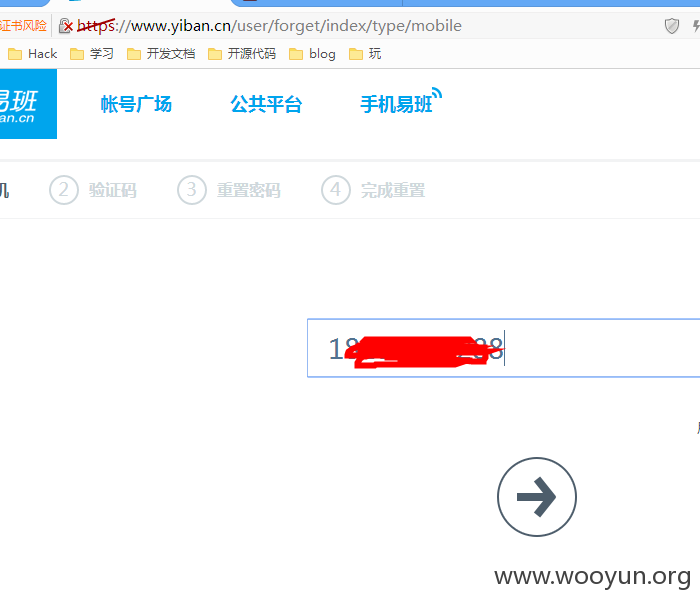 证书风险 https://www.yiban.cn/user/forget/index/type/mobile
Hack 学习 开发文档 开源代码 blog 玩
易班 帐号广场 公共平台 手机易班
an.cn
机 2 验证码 3 重置密码 4 完成重置
18 88
www.wooyun.org